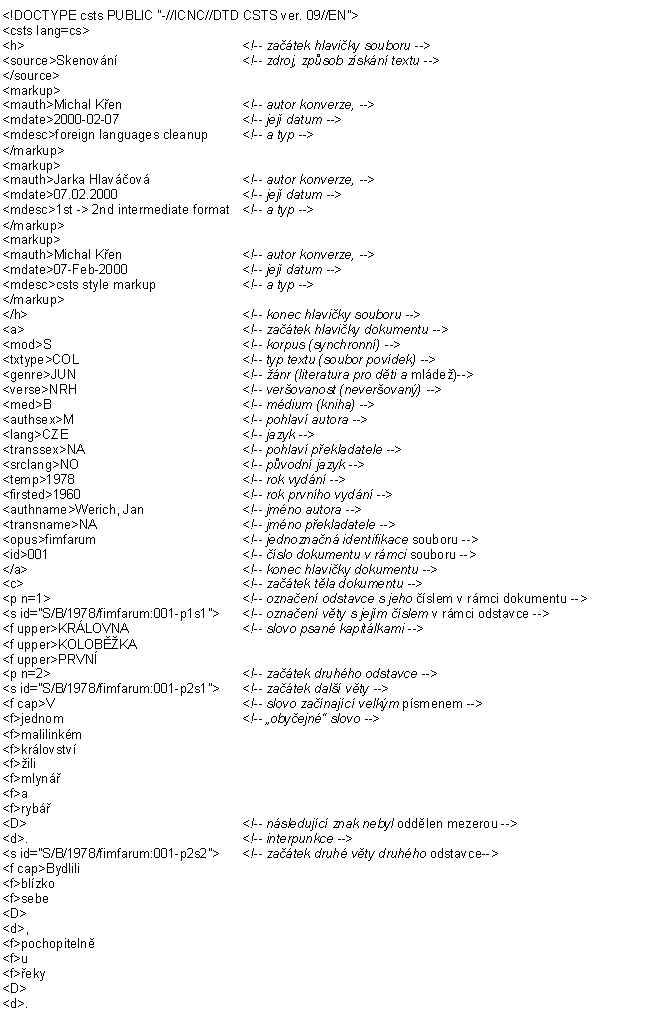 <!DOCTYPE csts PUBLIC "-//ICNC//DTD CSTS ver. 09//EN">
<csts lang=cs>
<h> <!-- začátek hlavičky souboru -->
<source>Skenování <!-- zdroj, způsob získání textu -->
</source>
<markup>
<mauth>Michal Křen <!-- autor konverze, -->
<mdate>2000-02-07 <!-- její datum -->
<mdesc>foreign languages cleanup <!-- a typ -->
</markup>
<markup>
<mauth>Jarka Hlaváčová <!-- autor konverze, -->
<mdate>07.02.2000 <!-- její datum -->
<mdesc>1st -> 2nd intermediate format <!-- a typ -->
</markup>
<markup>
<mauth>Michal Křen <!-- autor konverze, -->
<mdate>07-Feb-2000 <!-- její datum -->
<mdesc>csts style markup <!-- a typ -->
</markup>
</h> <!-- konec hlavičky souboru -->
<a> <!-- začátek hlavičky dokumentu -->
<mod>S <!-- korpus (synchronní) -->
<txtype>COL <!-- typ textu (soubor povídek) -->
<genre>JUN <!-- žánr (literatura pro děti a mládež)-->
<verse>NRH <!-- veršovanost (neveršovaný) -->
<med>B <!-- médium (kniha) -->
<authsex>M <!-- pohlaví autora -->
<lang>CZE <!-- jazyk -->
<transsex>NA <!-- pohlaví překladatele -->
<srclang>NO <!-- původní jazyk -->
<temp>1978 <!-- rok vydání -->
<firsted>1960 <!-- rok prvního vydání -->
<authname>Werich, Jan <!-- jméno autora -->
<transname>NA <!-- jméno překladatele -->
<opus>fimfarum <!-- jednoznačná identifikace souboru -->
<id>001 <!-- číslo dokumentu v rámci souboru -->
</a> <!-- konec hlavičky dokumentu -->
<c> <!-- začátek těla dokumentu -->
<p n=1> <!-- označení odstavce s jeho číslem v rámci dokumentu -->
<s id="S/B/1978/fimfarum:001-p1s1"> <!-- označení věty s jejím číslem v rámci odstavce -->
<f upper>KRÁLOVNA <!-- slovo psané kapitálkami -->
<f upper>KOLOBĚŽKA
<f upper>PRVNÍ
<p n=2> <!-- začátek druhého odstavce -->
<s id="S/B/1978/fimfarum:001-p2s1"> <!-- začátek další věty -->
<f cap>V <!-- slovo začínající velkým písmenem -->
<f>jednom <!-- „obyčejné“ slovo -->
<f>malilinkém
<f>království
<f>žili
<f>mlynář
<f>a
<f>rybář
<D> <!-- následující znak nebyl oddělen mezerou -->
<d>. <!-- interpunkce -->
<s id="S/B/1978/fimfarum:001-p2s2"> <!-- začátek druhé věty druhého odstavce-->
<f cap>Bydlili
<f>blízko
<f>sebe
<D>
<d>,
<f>pochopitelně
<f>u
<f>řeky
<D>
<d>.